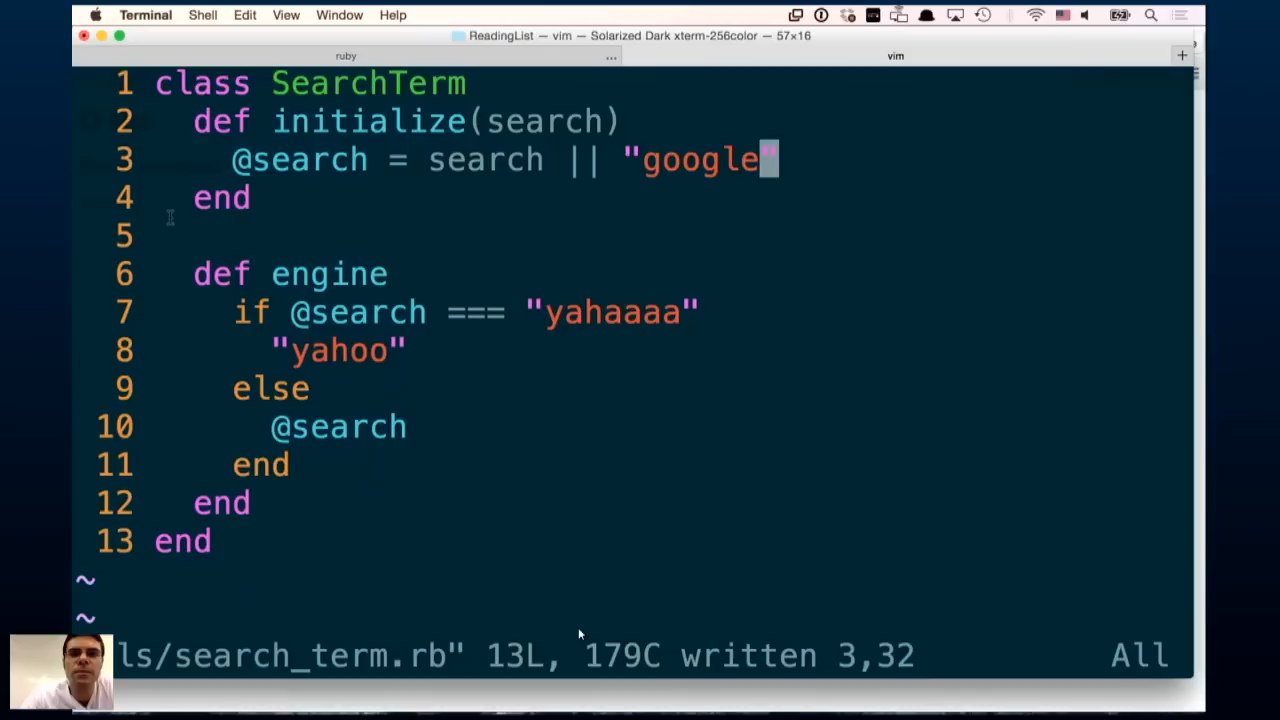 Terminal Shell Edit View Window Help
ReadingList — vim — Solarized Dark xterm-256color — 57×16
ruby ... vim +
1 class SearchTerm
2   def initialize(search)
3     @search = search || "google"
4   end
5
6   def engine
7     if @search === "yahaaaa"
8       "yahoo"
9     else
10       @search
11     end
12   end
13 end
~
~
ls/search_term.rb" 13L, 179C written 3,32 All